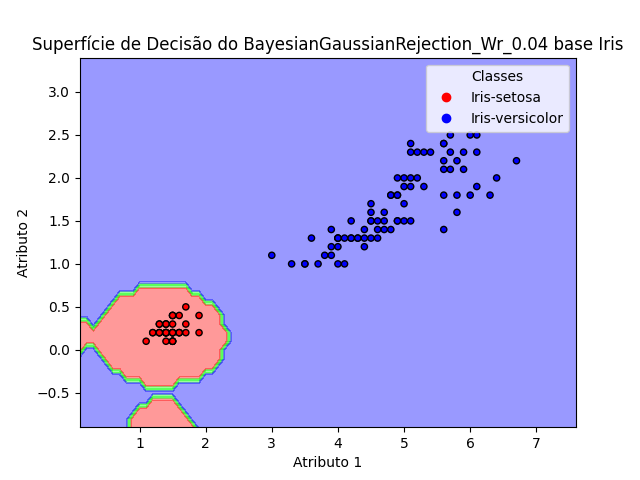 Superfície de Decisão do BayesianGaussianRejection_Wr_0.04 base Iris
Classes
Iris-setosa
Iris-versicolor
Atributo 2
3.0
2.5
2.0
1.5
1.0
0.5
0.0
−0.5
1 2 3 4 5 6 7
Atributo 1